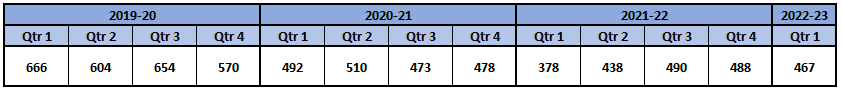 2019-20 2020-21 2021-22 2022-23
Qtr 1 Qtr 2 Qtr 3 Qtr 4 Qtr 1 Qtr 2 Qtr 3 Qtr 4 Qtr 1 Qtr 2 Qtr 3 Qtr 4 Qtr 1
666 604 654 570 492 510 473 478 378 438 490 488 467